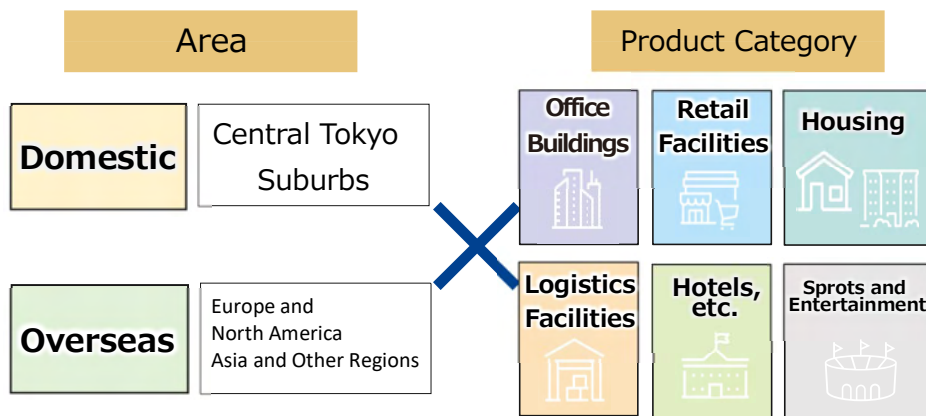 Area
Product Category
Domestic
Central Tokyo
Suburbs
Overseas
Europe and
North America
Asia and Other Regions
Office
Buildings
Retail
Facilities
Housing
Logistics
Facilities
Hotels,
etc.
Sprots and
Entertainment